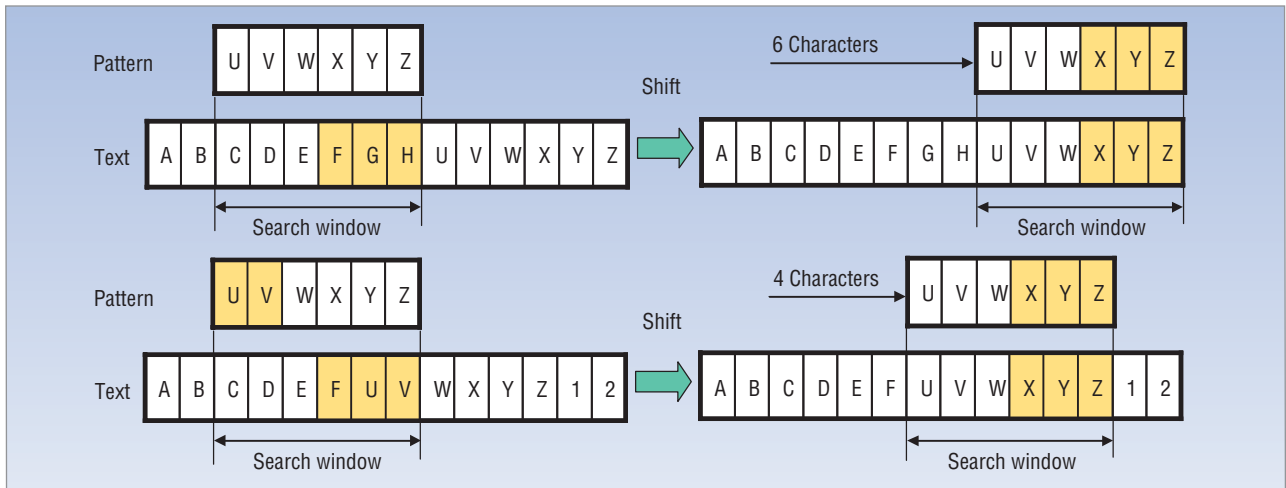 Pattern U V W X Y Z
Text A B C D E F G H U V W X Y Z
Search window
Shift
6 Characters U V W X Y Z
A B C D E F G H U V W X Y Z
Search window
Pattern U V W X Y Z
Text A B C D E F U V W X Y Z 1 2
Search window
Shift
4 Characters U V W X Y Z
A B C D E F U V W X Y Z 1 2
Search window